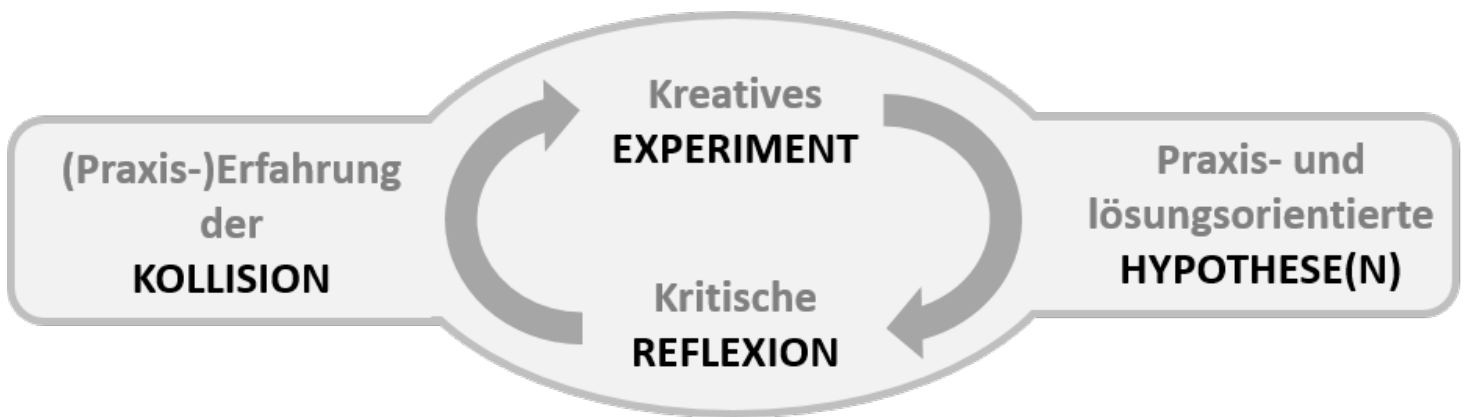 (Praxis-)Erfahrung
der
KOLLISION
Kreatives
EXPERIMENT
Kritische
REFLEXION
Praxis- und
lösungsorientierte
HYPOTHESE(N)